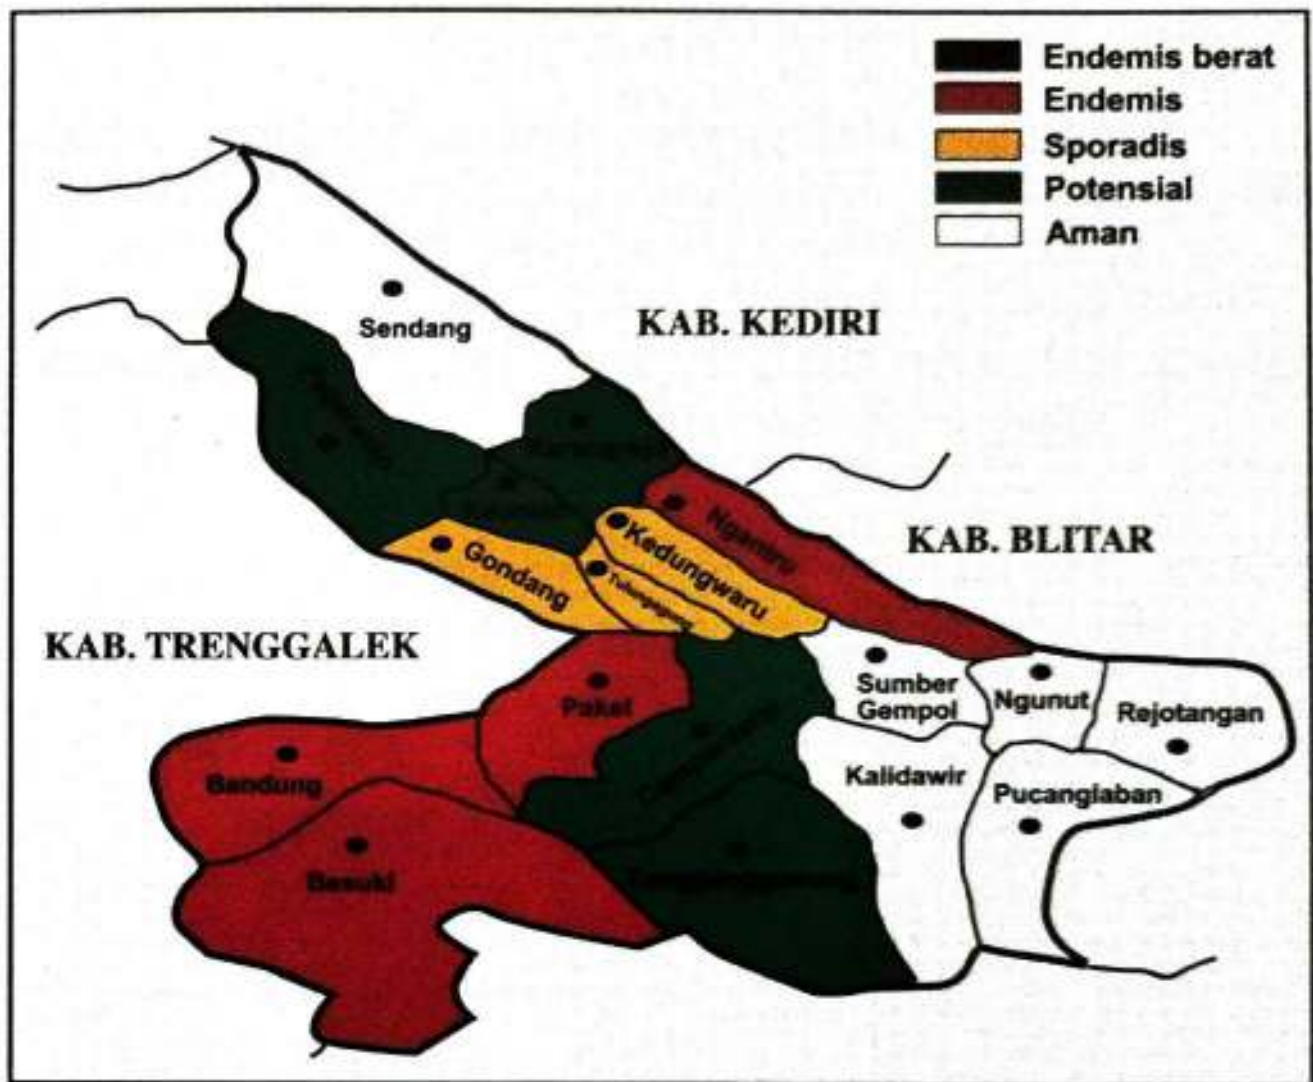 Endemis berat
Endemis
Sporadis
Potensial
Aman
Sendang
KAB. KEDIRI
KAB. BLITAR
Kedungwaru
Gondang
KAB. TRENGGALEK
Sumber
Gempol
Ngunut
Rejotangan
Pakel
Bandung
Kalidawir
Pucanglaban
Besuki